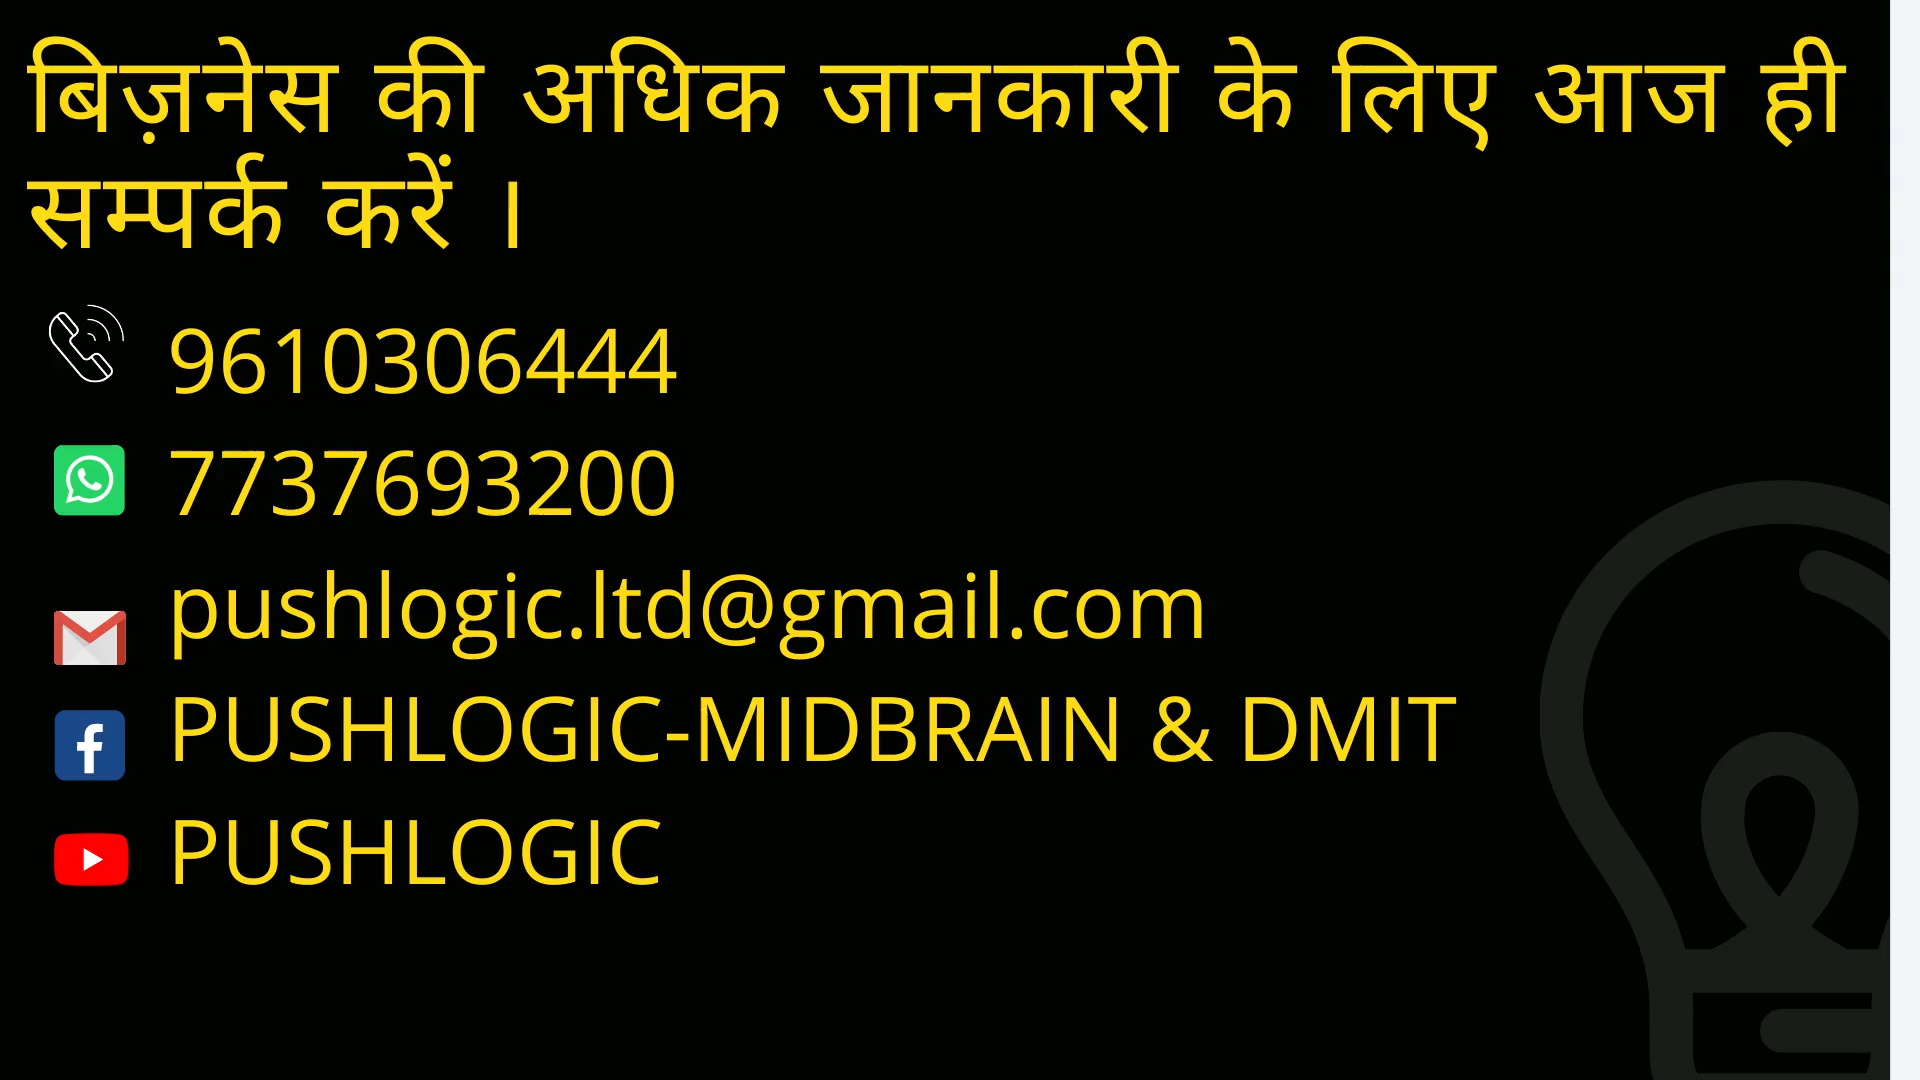 बिज़नेस की अधिक जानकारी के लिए आज ही
सम्पर्क करें ।
9610306444
7737693200
pushlogic.ltd@gmail.com
PUSHLOGIC-MIDBRAIN & DMIT
PUSHLOGIC